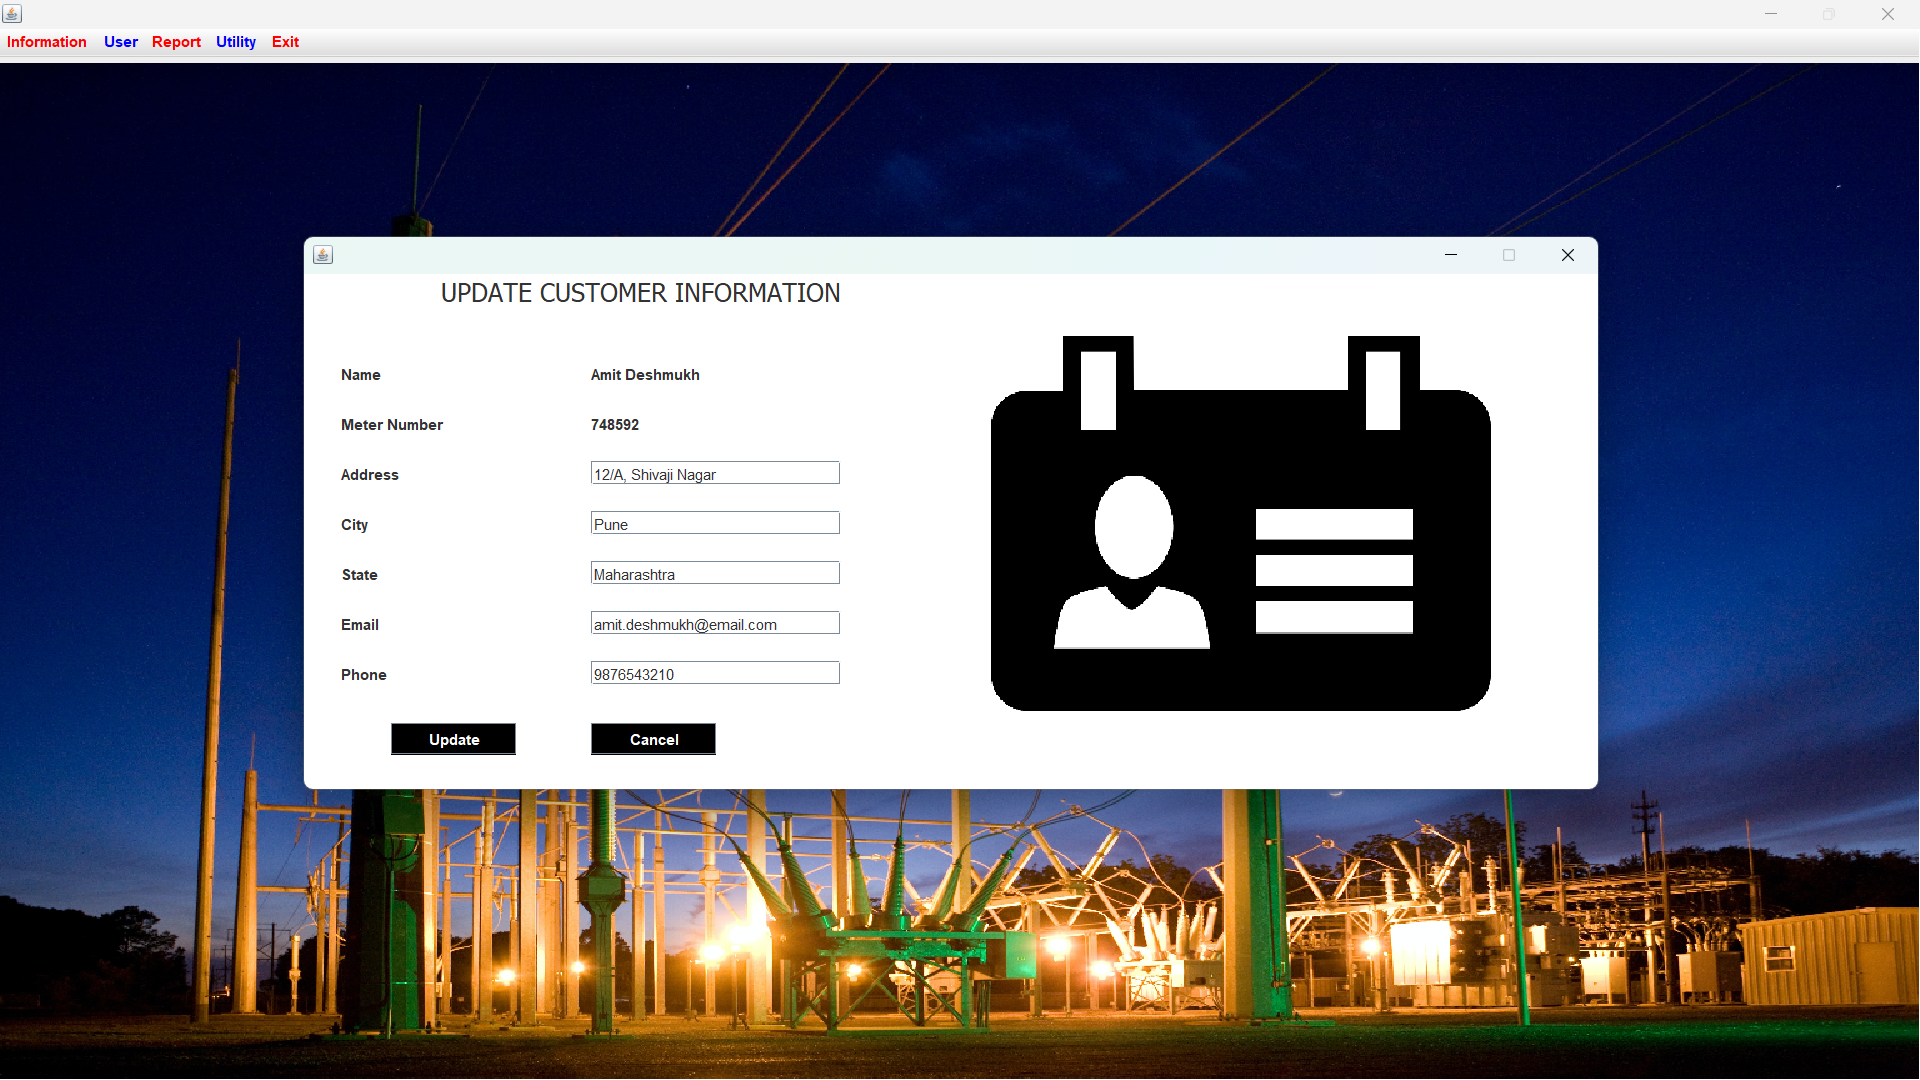 Information User Report Utility Exit
UPDATE CUSTOMER INFORMATION
Name Amit Deshmukh
Meter Number 748592
Address 12/A, Shivaji Nagar
City Pune
State Maharashtra
Email amit.deshmukh@email.com
Phone 9876543210
Update Cancel